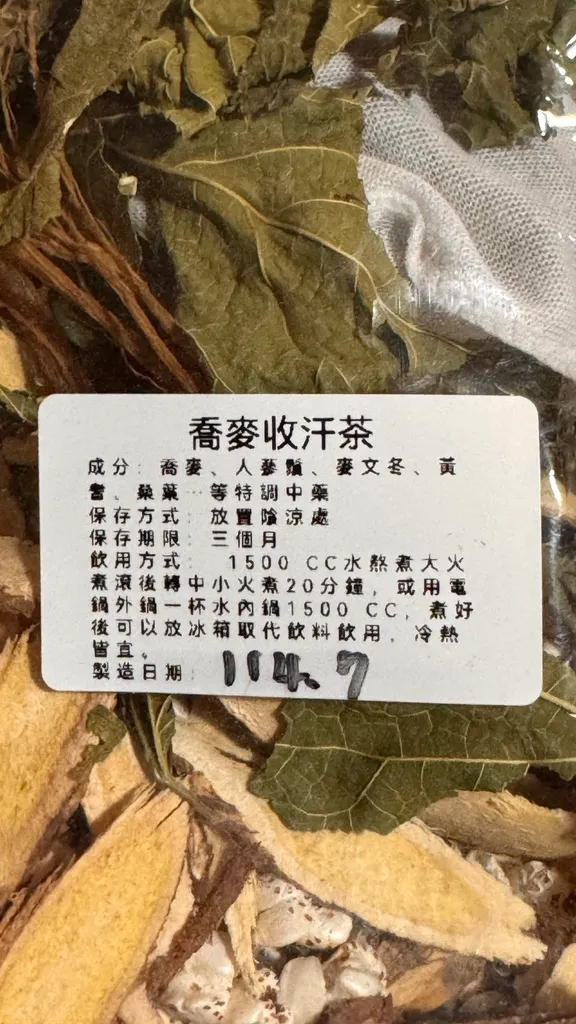 喬麥收汗茶
成分: 喬麥、人蔘鬚、麥文冬、黃
耆、桑葉…等特調中藥
保存方式: 放置陰涼處
保存期限: 三個月
飲用方式: 1500 CC水熬煮大火
煮滾後轉中小火煮20分鐘, 或用電
鍋外鍋一杯水內鍋1500 CC, 煮好
後可以放冰箱取代飲料飲用, 冷熱
皆宜。
製造日期: 114.7